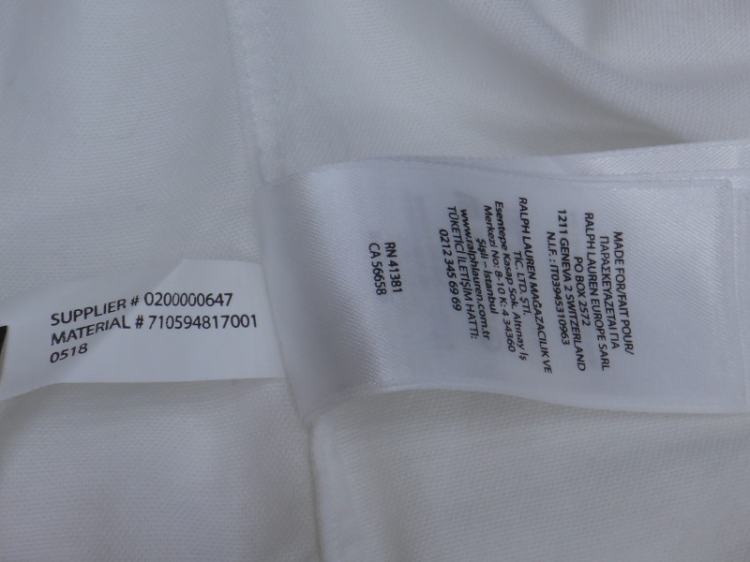 SUPPLIER # 0200000647
MATERIAL # 710594817001
0518
MADE FOR/FAIT POUR/
ΠΑΡΑΣΚΕΥΑΖΕΤΑΙ ΓΙΑ
RALPH LAUREN EUROPE SARL
PO BOX 2572
1211 GENEVA 2 SWITZERLAND
N.I.F. : IT03945310963
RALPH LAUREN MAĞAZACILIK VE
TİC. LTD. ŞTİ.
Esentepe Kasap Sok. Altınay İş
Merkezi No: 8-10 K: 4 34360
Şişli – İstanbul
www.ralphlauren.com.tr
TÜKETİCİ İLETİŞİM HATTI:
0212 345 69 69
RN 41381
CA 56658